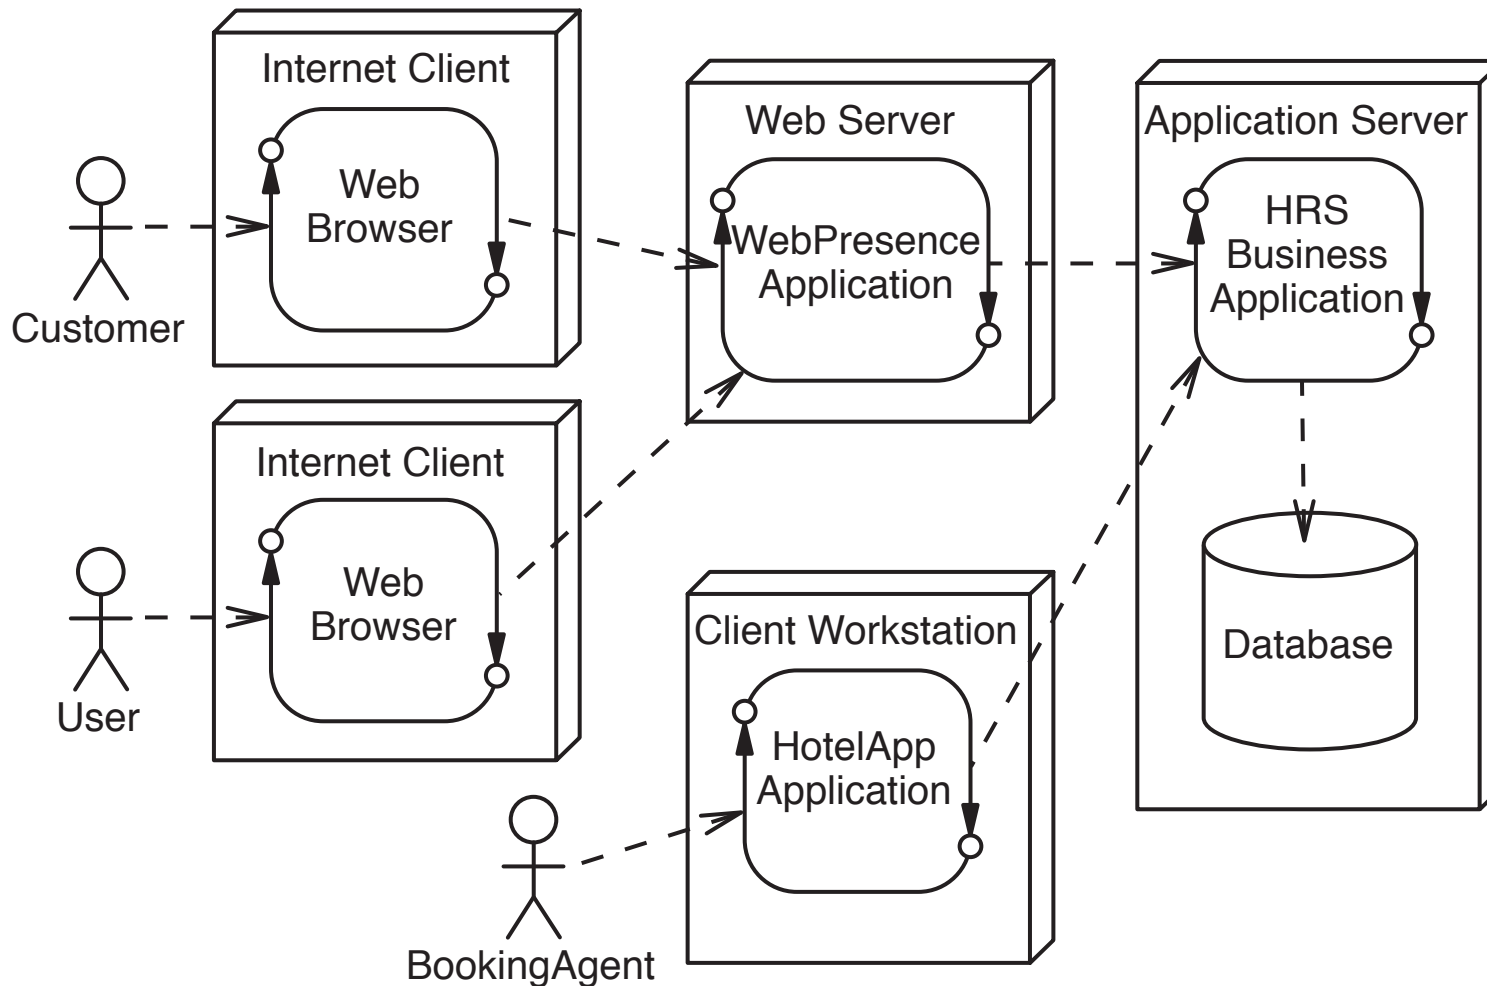 Internet Client
Web
Browser
Customer
Internet Client
Web
Browser
User
Web Server
WebPresence
Application
Client Workstation
HotelApp
Application
BookingAgent
Application Server
HRS
Business
Application
Database